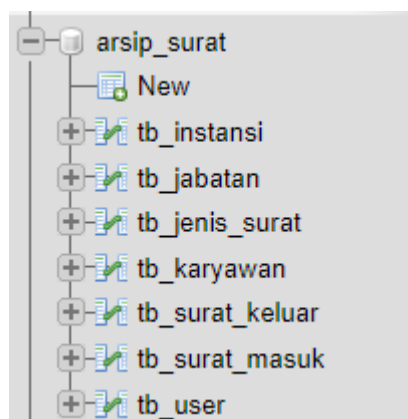 arsip_surat
New
tb_instansi
tb_jabatan
tb_jenis_surat
tb_karyawan
tb_surat_keluar
tb_surat_masuk
tb_user